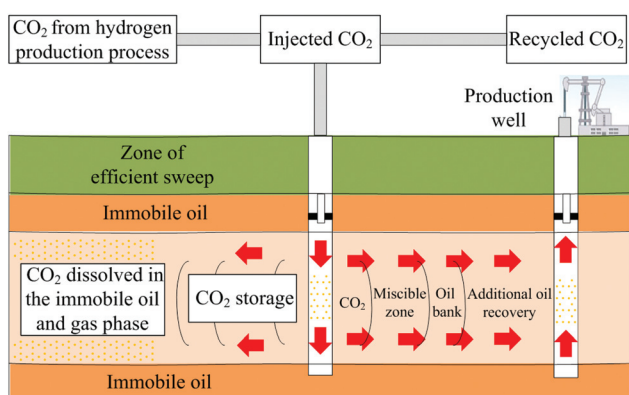 CO₂ from hydrogen
production process
Injected CO₂
Recycled CO₂
Production
well
Zone of
efficient sweep
Immobile oil
CO₂ dissolved in
the immobile oil
and gas phase
CO₂ storage
CO₂
Miscible
zone
Oil
bank
Additional oil
recovery
Immobile oil